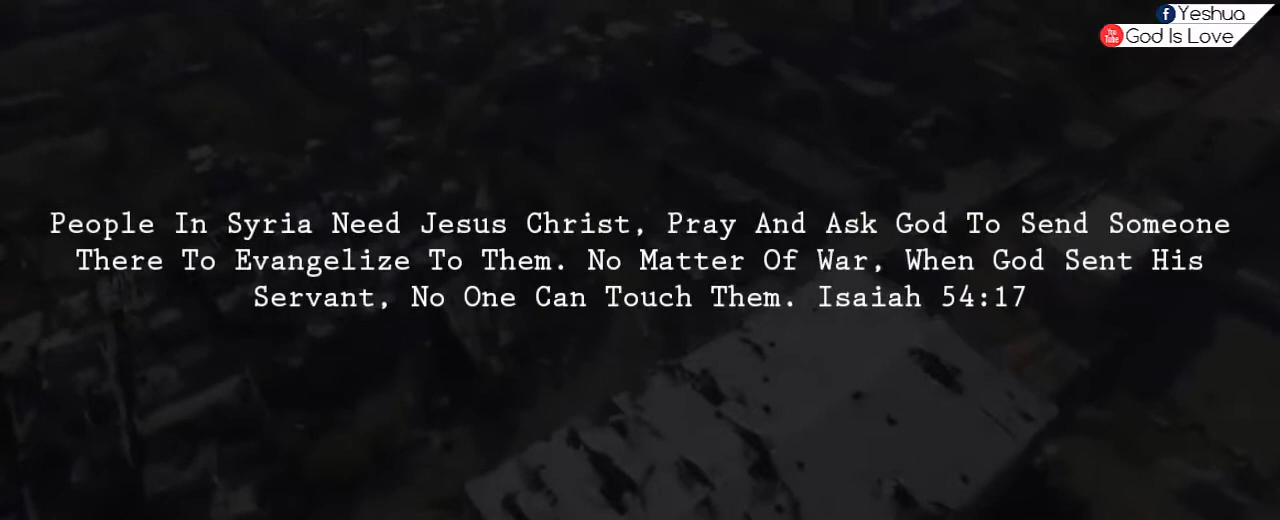 Yeshua
God Is Love
People In Syria Need Jesus Christ, Pray And Ask God To Send Someone
There To Evangelize To Them. No Matter Of War, When God Sent His
Servant, No One Can Touch Them. Isaiah 54:17